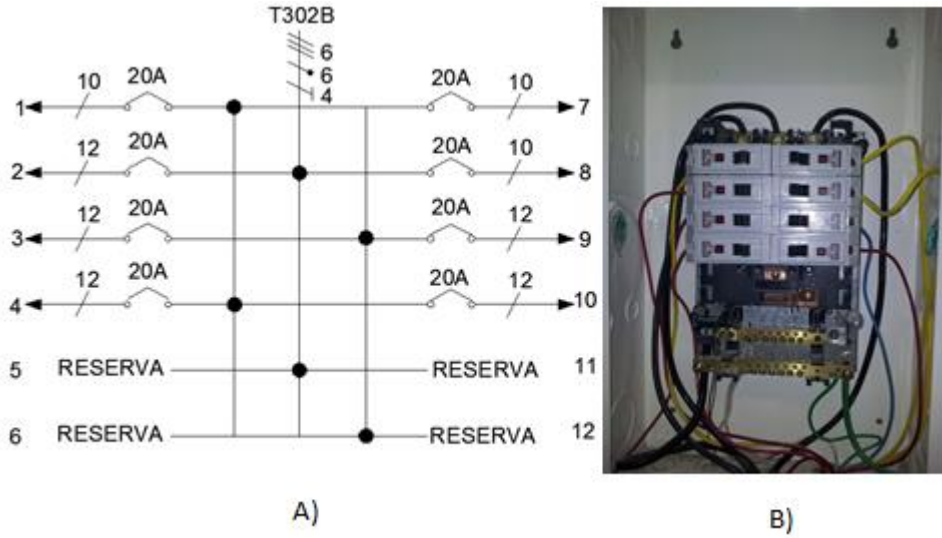 T302B
6
6
4
1 10 20A 20A 10 7
2 12 20A 20A 10 8
3 12 20A 20A 12 9
4 12 20A 20A 12 10
5 RESERVA RESERVA 11
6 RESERVA RESERVA 12
A) B)